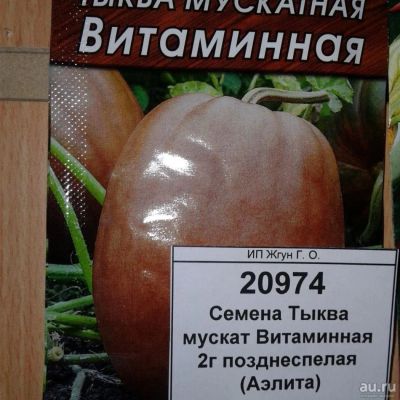 ТЫКВА МУСКАТНАЯ
Витаминная
ИП Жгун Г. О.
20974
Семена Тыква
мускат Витаминная
2г позднеспелая
(Аэлита)
au.ru